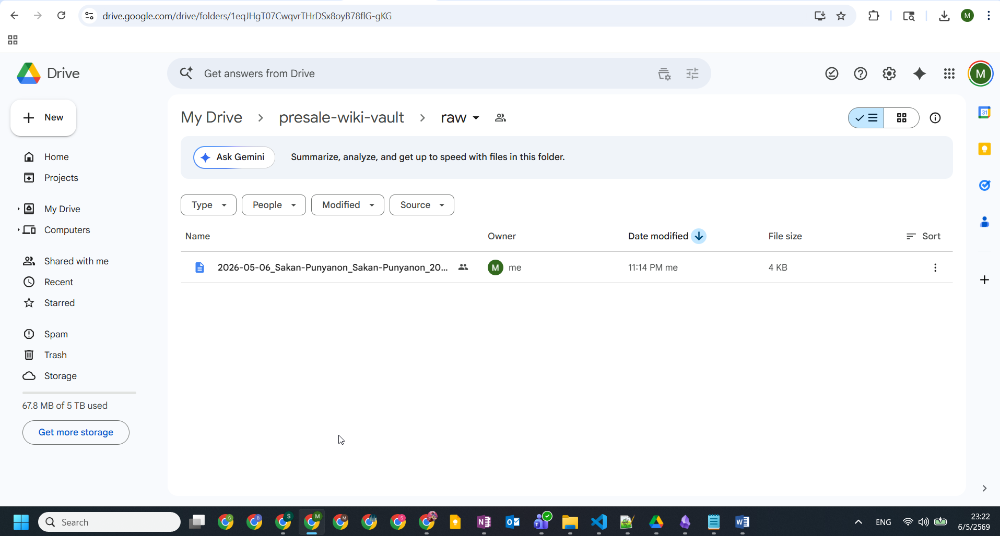 drive.google.com/drive/folders/1eqJHgT07CwqvrTHrDSx8oyB78flG-gKG
M
Drive
Get answers from Drive
M
New
My Drive
presale-wiki-vault
raw
31
Ask Gemini
Summarize, analyze, and get up to speed with files in this folder.
Home
Projects
My Drive
Computers
Shared with me
Recent
Starred
Spam
Trash
Storage
67.8 MB of 5 TB used
Get more storage
Type
People
Modified
Source
Name
Owner
Date modified
File size
Sort
2026-05-06_Sakan-Punyanon_Sakan-Punyanon_20...
M
me
11:14 PM me
4 KB
Search
S
B
S
M
M
S
N
O
T
W
ENG
23:22
6/5/2569